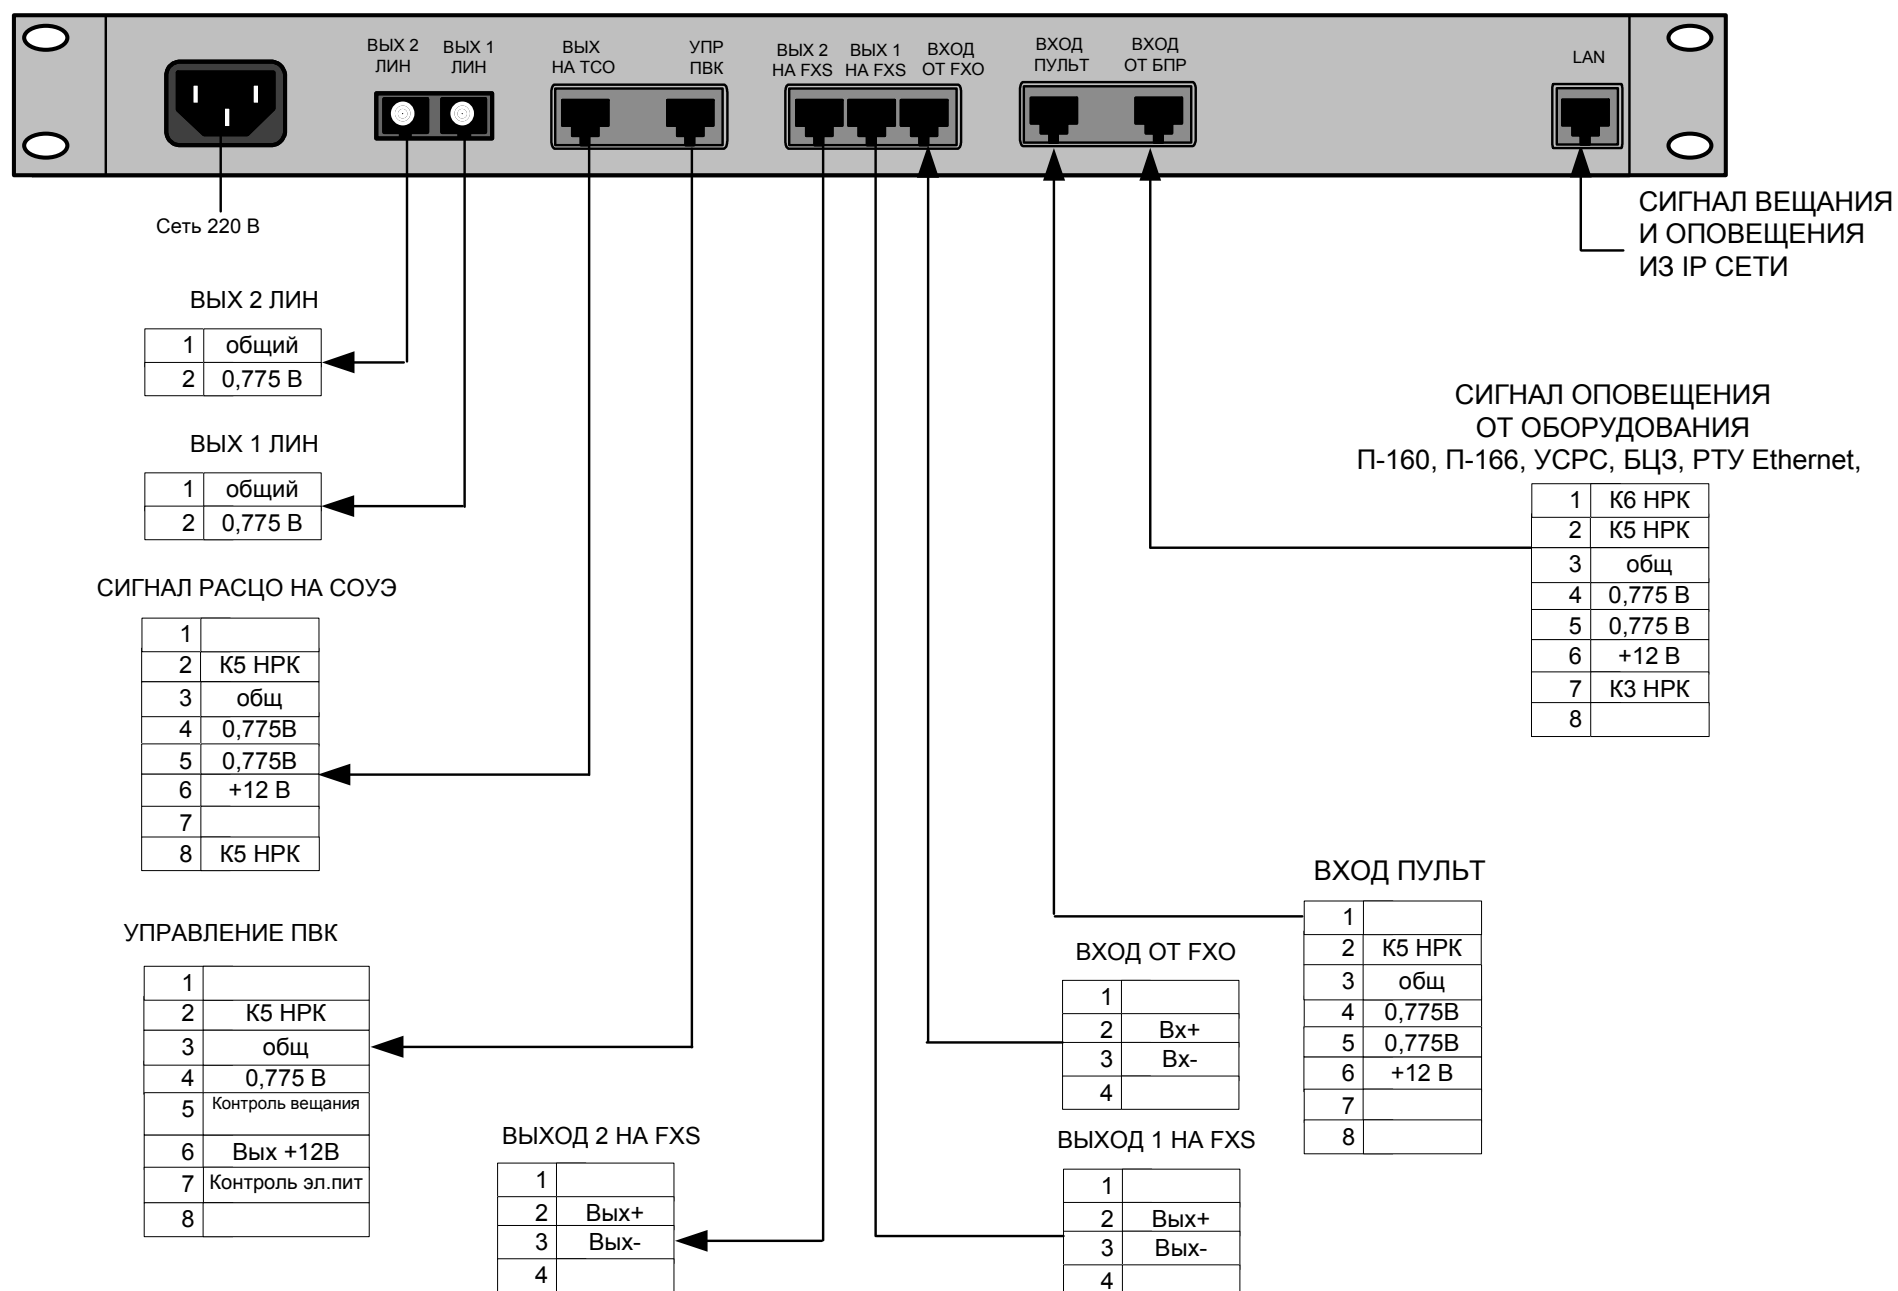 ВЫХ 2
ЛИН
ВЫХ 1
ЛИН
ВЫХ
НА ТСО
УПР
ПВК
ВЫХ 2
НА FXS
ВЫХ 1
НА FXS
ВХОД
ОТ FXO
ВХОД
ПУЛЬТ
ВХОД
ОТ БПР
LAN
Сеть 220 В
СИГНАЛ ВЕЩАНИЯ
И ОПОВЕЩЕНИЯ
ИЗ IP СЕТИ
ВЫХ 2 ЛИН
1 общий
2 0,775 В
ВЫХ 1 ЛИН
1 общий
2 0,775 В
СИГНАЛ ОПОВЕЩЕНИЯ
ОТ ОБОРУДОВАНИЯ
П-160, П-166, УСРС, БЦЗ, РТУ Ethernet,
1 К6 НРК
2 К5 НРК
3 общ
4 0,775 В
5 0,775 В
6 +12 В
7 К3 НРК
8
СИГНАЛ РАСЦО НА СОУЭ
1
2 К5 НРК
3 общ
4 0,775В
5 0,775В
6 +12 В
7
8 К5 НРК
ВХОД ПУЛЬТ
1
2 К5 НРК
3 общ
4 0,775В
5 0,775В
6 +12 В
7
8
УПРАВЛЕНИЕ ПВК
1
2 К5 НРК
3 общ
4 0,775 В
5 Контроль вещания
6 Вых +12В
7 Контроль эл.пит
8
ВХОД ОТ FXO
1
2 Вх+
3 Вх-
4
ВЫХОД 2 НА FXS
1
2 Вых+
3 Вых-
4
ВЫХОД 1 НА FXS
1
2 Вых+
3 Вых-
4